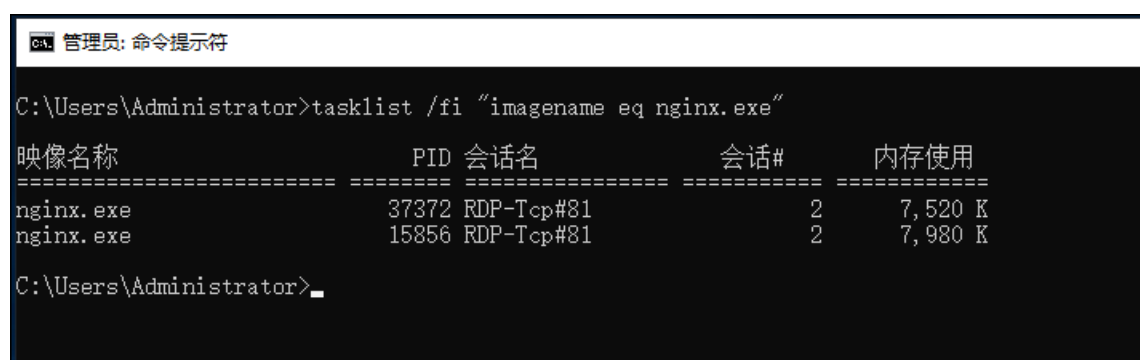 管理员: 命令提示符
C:\Users\Administrator>tasklist /fi "imagename eq nginx.exe"
映像名称                       PID 会话名              会话#       内存使用
========================= ======== ================ =========== ============
nginx.exe                    37372 RDP-Tcp#81                 2      7,520 K
nginx.exe                    15856 RDP-Tcp#81                 2      7,980 K
C:\Users\Administrator>